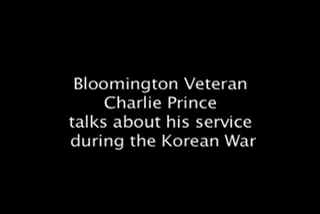 Bloomington Veteran
Charlie Prince
talks about his service
during the Korean War